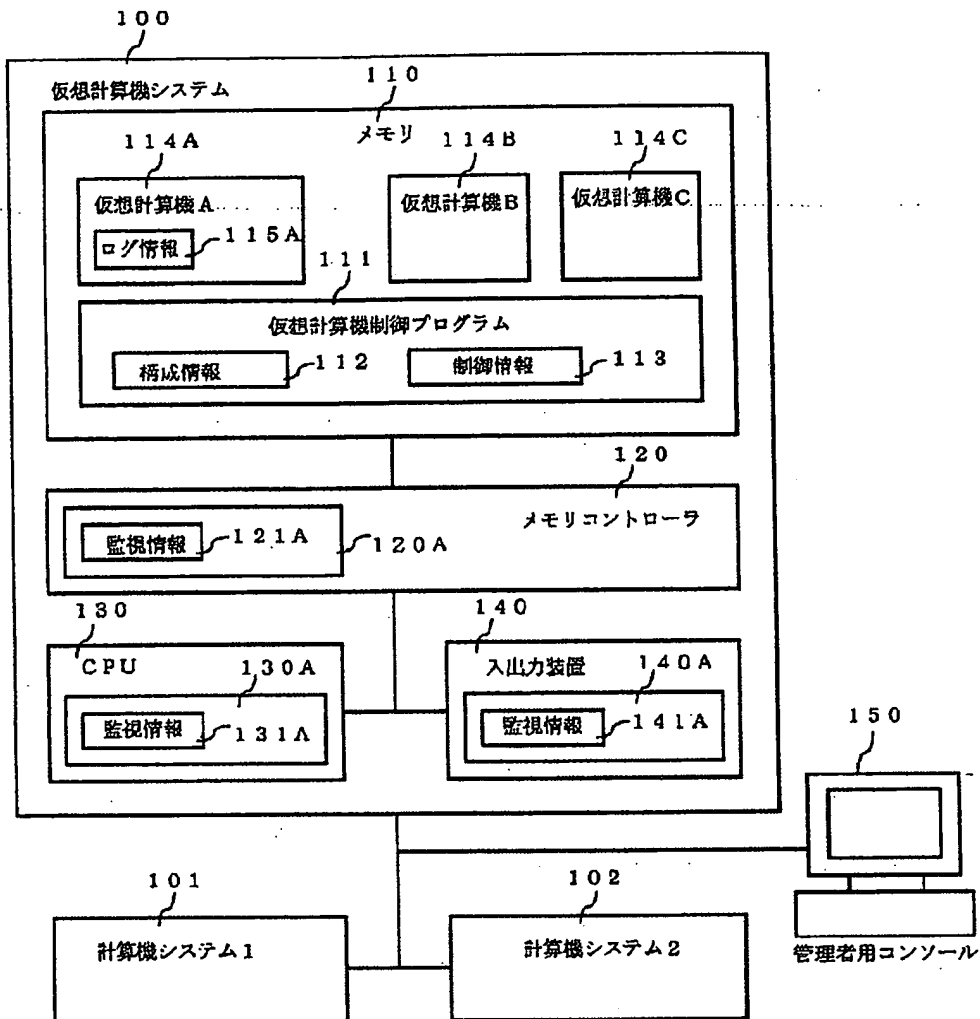 100
仮想計算機システム
110
メモリ
114A
114B
114C
仮想計算機A
仮想計算機B
仮想計算機C
ログ情報
115A
111
仮想計算機制御プログラム
構成情報
112
制御情報
113
120
メモリコントローラ
監視情報
121A
120A
130
140
CPU
130A
入出力装置
140A
監視情報
131A
監視情報
141A
150
101
102
計算機システム1
計算機システム2
管理者用コンソール